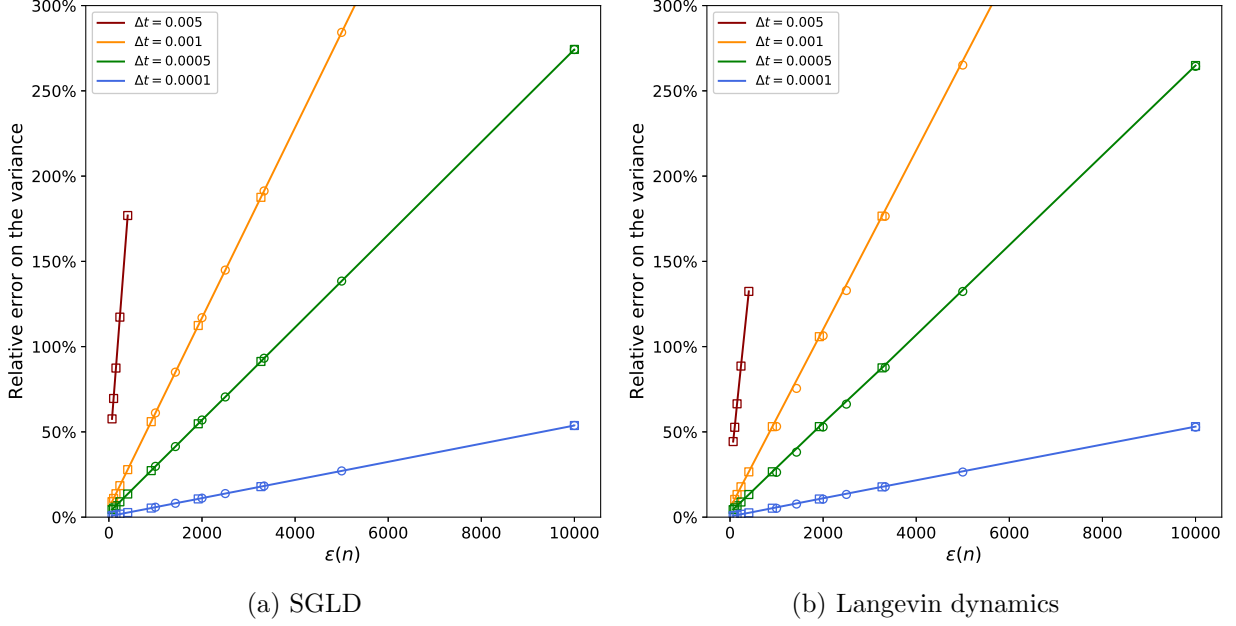 300%
250%
200%
150%
100%
50%
0%
Relative error on the variance
Δt = 0.005
Δt = 0.001
Δt = 0.0005
Δt = 0.0001
0 2000 4000 6000 8000 10000
ε(n)
(a) SGLD
300%
250%
200%
150%
100%
50%
0%
Relative error on the variance
Δt = 0.005
Δt = 0.001
Δt = 0.0005
Δt = 0.0001
0 2000 4000 6000 8000 10000
ε(n)
(b) Langevin dynamics